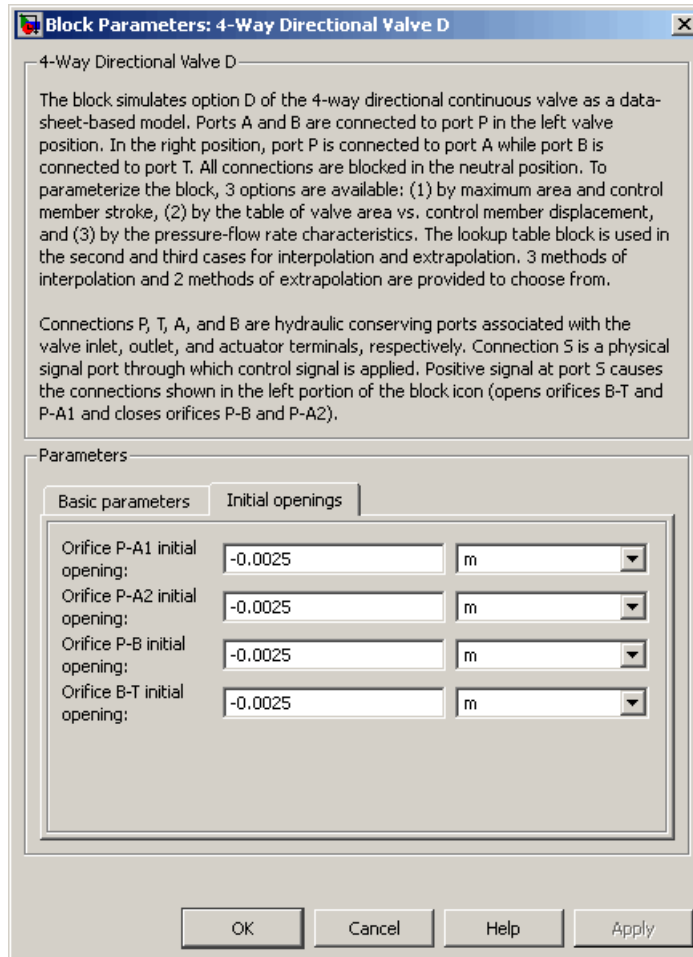 Block Parameters: 4-Way Directional Valve D
4-Way Directional Valve D
The block simulates option D of the 4-way directional continuous valve as a data-
sheet-based model. Ports A and B are connected to port P in the left valve
position. In the right position, port P is connected to port A while port B is
connected to port T. All connections are blocked in the neutral position. To
parameterize the block, 3 options are available: (1) by maximum area and control
member stroke, (2) by the table of valve area vs. control member displacement,
and (3) by the pressure-flow rate characteristics. The lookup table block is used in
the second and third cases for interpolation and extrapolation. 3 methods of
interpolation and 2 methods of extrapolation are provided to choose from.
Connections P, T, A, and B are hydraulic conserving ports associated with the
valve inlet, outlet, and actuator terminals, respectively. Connection S is a physical
signal port through which control signal is applied. Positive signal at port S causes
the connections shown in the left portion of the block icon (opens orifices B-T and
P-A1 and closes orifices P-B and P-A2).
Parameters
Basic parameters Initial openings
Orifice P-A1 initial
opening: -0.0025 m
Orifice P-A2 initial
opening: -0.0025 m
Orifice P-B initial
opening: -0.0025 m
Orifice B-T initial
opening: -0.0025 m
OK Cancel Help Apply